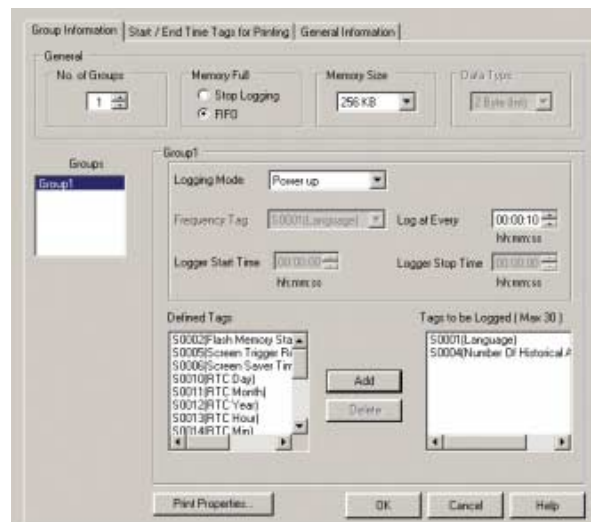 Group Information Start / End Time Tags for Printing General Information
General
No. of Groups
1
Memory Full
Stop Logging
FIFO
Memory Size
256 KB
Data Type
2 Byte (Int)
Groups
Group1
Group1
Logging Mode Power up
Frequency Tag S0001(Language) Log at Every 00:00:10
hh:mm:ss
Logger Start Time 00:00:00 Logger Stop Time 00:00:00
hh:mm:ss hh:mm:ss
Defined Tags
S0002(Flash Memory Sta
S0005(Screen Trigger R
S0006(Screen Saver Tim
S0010(RTC Day)
S0011(RTC Month)
S0012(RTC Year)
S0013(RTC Hour)
S0014(RTC Min)
Add
Delete
Tags to be Logged ( Max 30 )
S0001(Language)
S0004(Number Of Historical A
Print Properties... OK Cancel Help